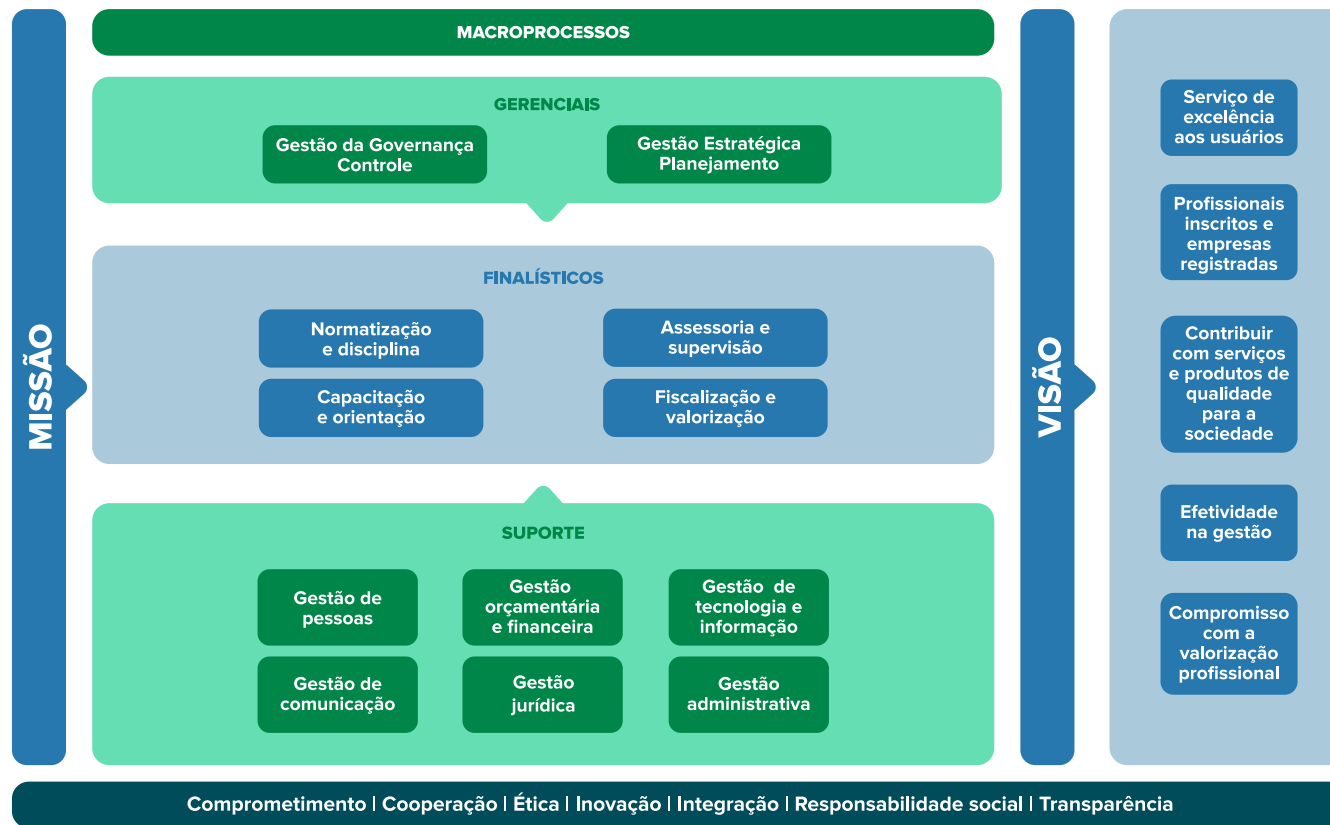 MISSÃO
MACROPROCESSOS
GERENCIAIS
Gestão da Governança
Controle
Gestão Estratégica
Planejamento
FINALÍSTICOS
Normatização
e disciplina
Assessoria e
supervisão
Capacitação
e orientação
Fiscalização e
valorização
SUPORTE
Gestão de
pessoas
Gestão
orçamentária
e financeira
Gestão de
tecnologia e
informação
Gestão de
comunicação
Gestão
jurídica
Gestão
administrativa
VISÃO
Serviço de
excelência
aos usuários
Profissionais
inscritos e
empresas
registradas
Contribuir
com serviços
e produtos de
qualidade
para a
sociedade
Efetividade
na gestão
Compromisso
com a
valorização
profissional
Comprometimento | Cooperação | Ética | Inovação | Integração | Responsabilidade social | Transparência